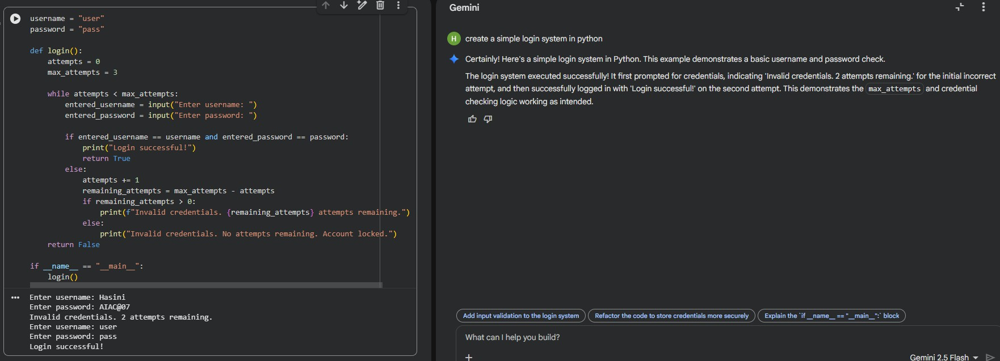 username = "user"
password = "pass"
def login():
    attempts = 0
    max_attempts = 3
    while attempts < max_attempts:
        entered_username = input("Enter username: ")
        entered_password = input("Enter password: ")
        if entered_username == username and entered_password == password:
            print("Login successful!")
            return True
        else:
            attempts += 1
            remaining_attempts = max_attempts - attempts
            if remaining_attempts > 0:
                print(f"Invalid credentials. {remaining_attempts} attempts remaining.")
            else:
                print("Invalid credentials. No attempts remaining. Account locked.")
    return False
if __name__ == "__main__":
    login()
Enter username: Hasini
Enter password: AIAC@07
Invalid credentials. 2 attempts remaining.
Enter username: user
Enter password: pass
Login successful!
Gemini
H create a simple login system in python
Certainly! Here's a simple login system in Python. This example demonstrates a basic username and password check.
The login system executed successfully! It first prompted for credentials, indicating 'Invalid credentials. 2 attempts remaining.' for the initial incorrect
attempt, and then successfully logged in with 'Login successful!' on the second attempt. This demonstrates the max_attempts and credential
checking logic working as intended.
Add input validation to the login system
Refactor the code to store credentials more securely
Explain the `if __name__ == "__main__":` block
What can I help you build?
Gemini 2.5 Flash